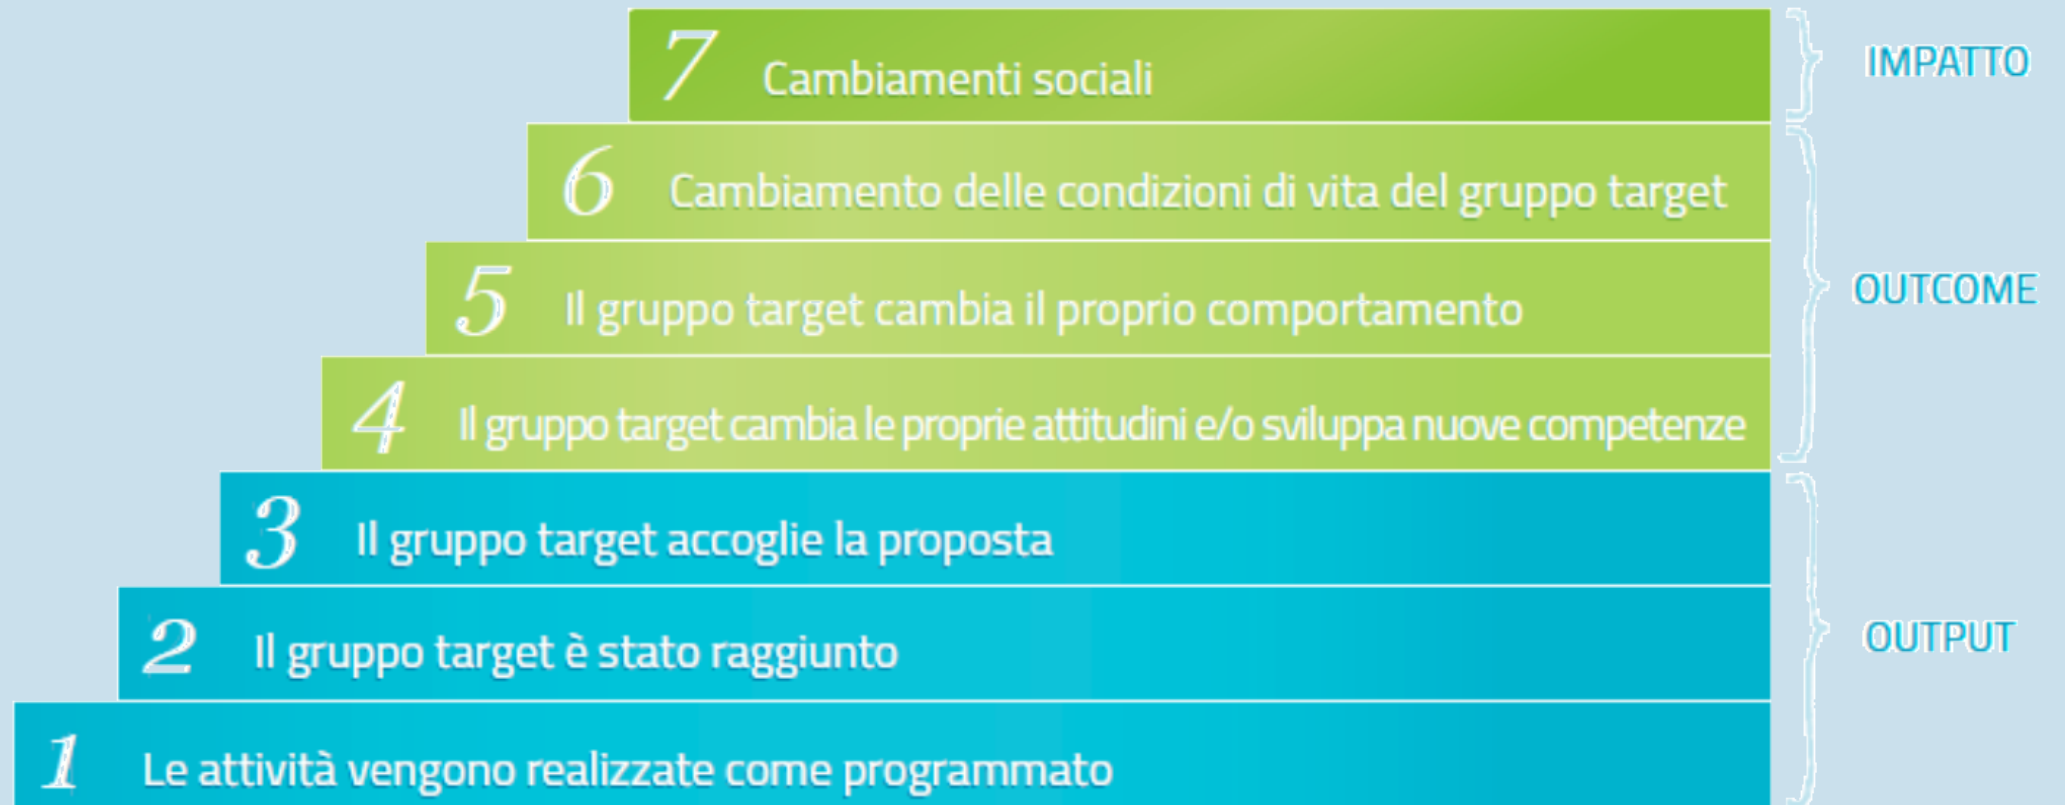 7 Cambiamenti sociali
IMPATTO
6 Cambiamento delle condizioni di vita del gruppo target
5 Il gruppo target cambia il proprio comportamento
OUTCOME
4 Il gruppo target cambia le proprie attitudini e/o sviluppa nuove competenze
3 Il gruppo target accoglie la proposta
2 Il gruppo target è stato raggiunto
OUTPUT
1 Le attività vengono realizzate come programmato